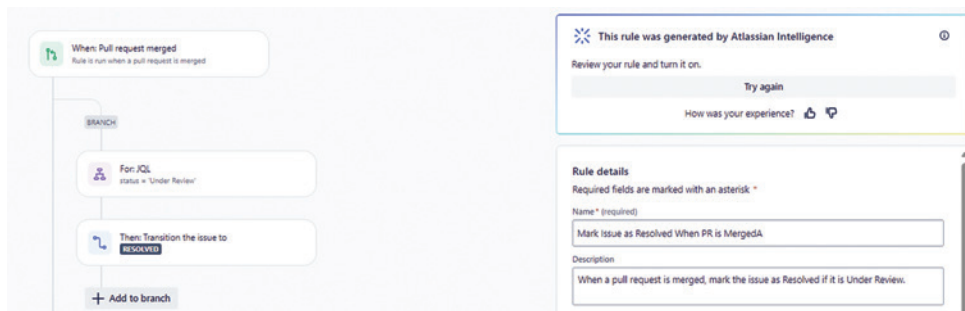 When: Pull request merged
Rule is run when a pull request is merged
BRANCH
For: JQL
status = 'Under Review'
Then: Transition the issue to
RESOLVED
Add to branch
This rule was generated by Atlassian Intelligence
Review your rule and turn it on.
Try again
How was your experience?
Rule details
Required fields are marked with an asterisk *
Name * (required)
Mark Issue as Resolved When PR is MergedA
Description
When a pull request is merged, mark the issue as Resolved if it is Under Review.